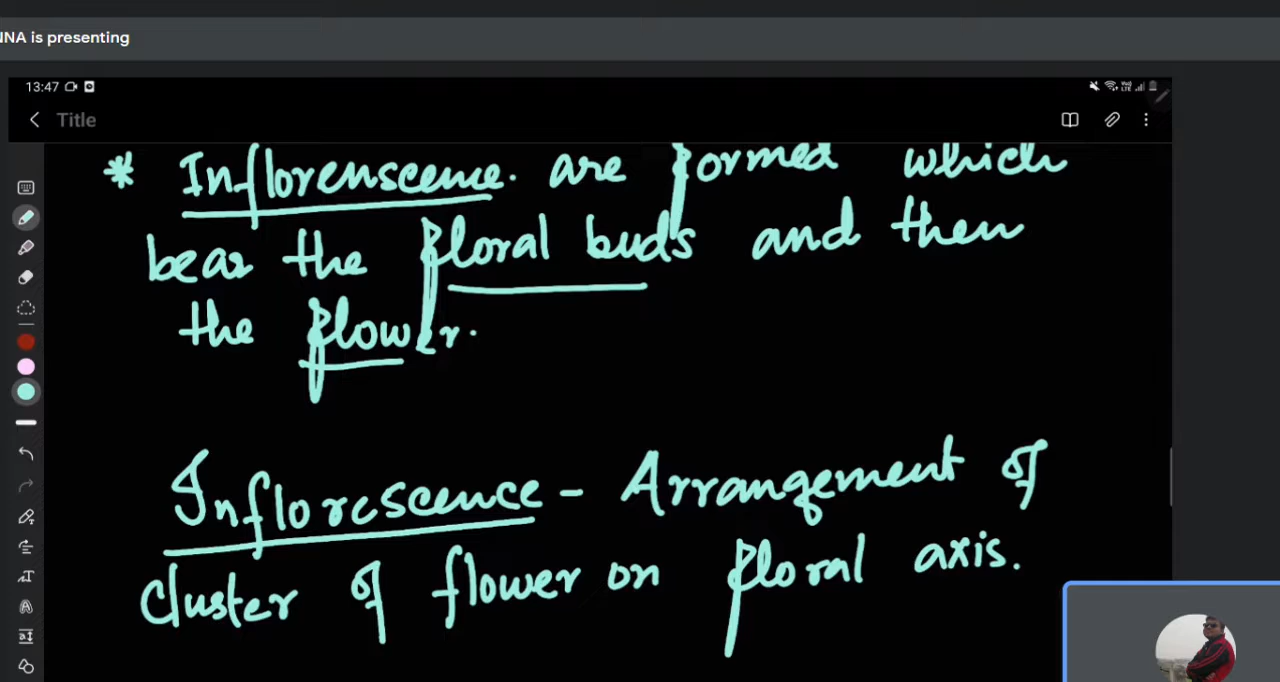 NNA is presenting
13:47
Title
* Inflorenscence. are formed which
bear the floral buds and then
the flower.
Inflorescence - Arrangement of
cluster of flower on floral axis.